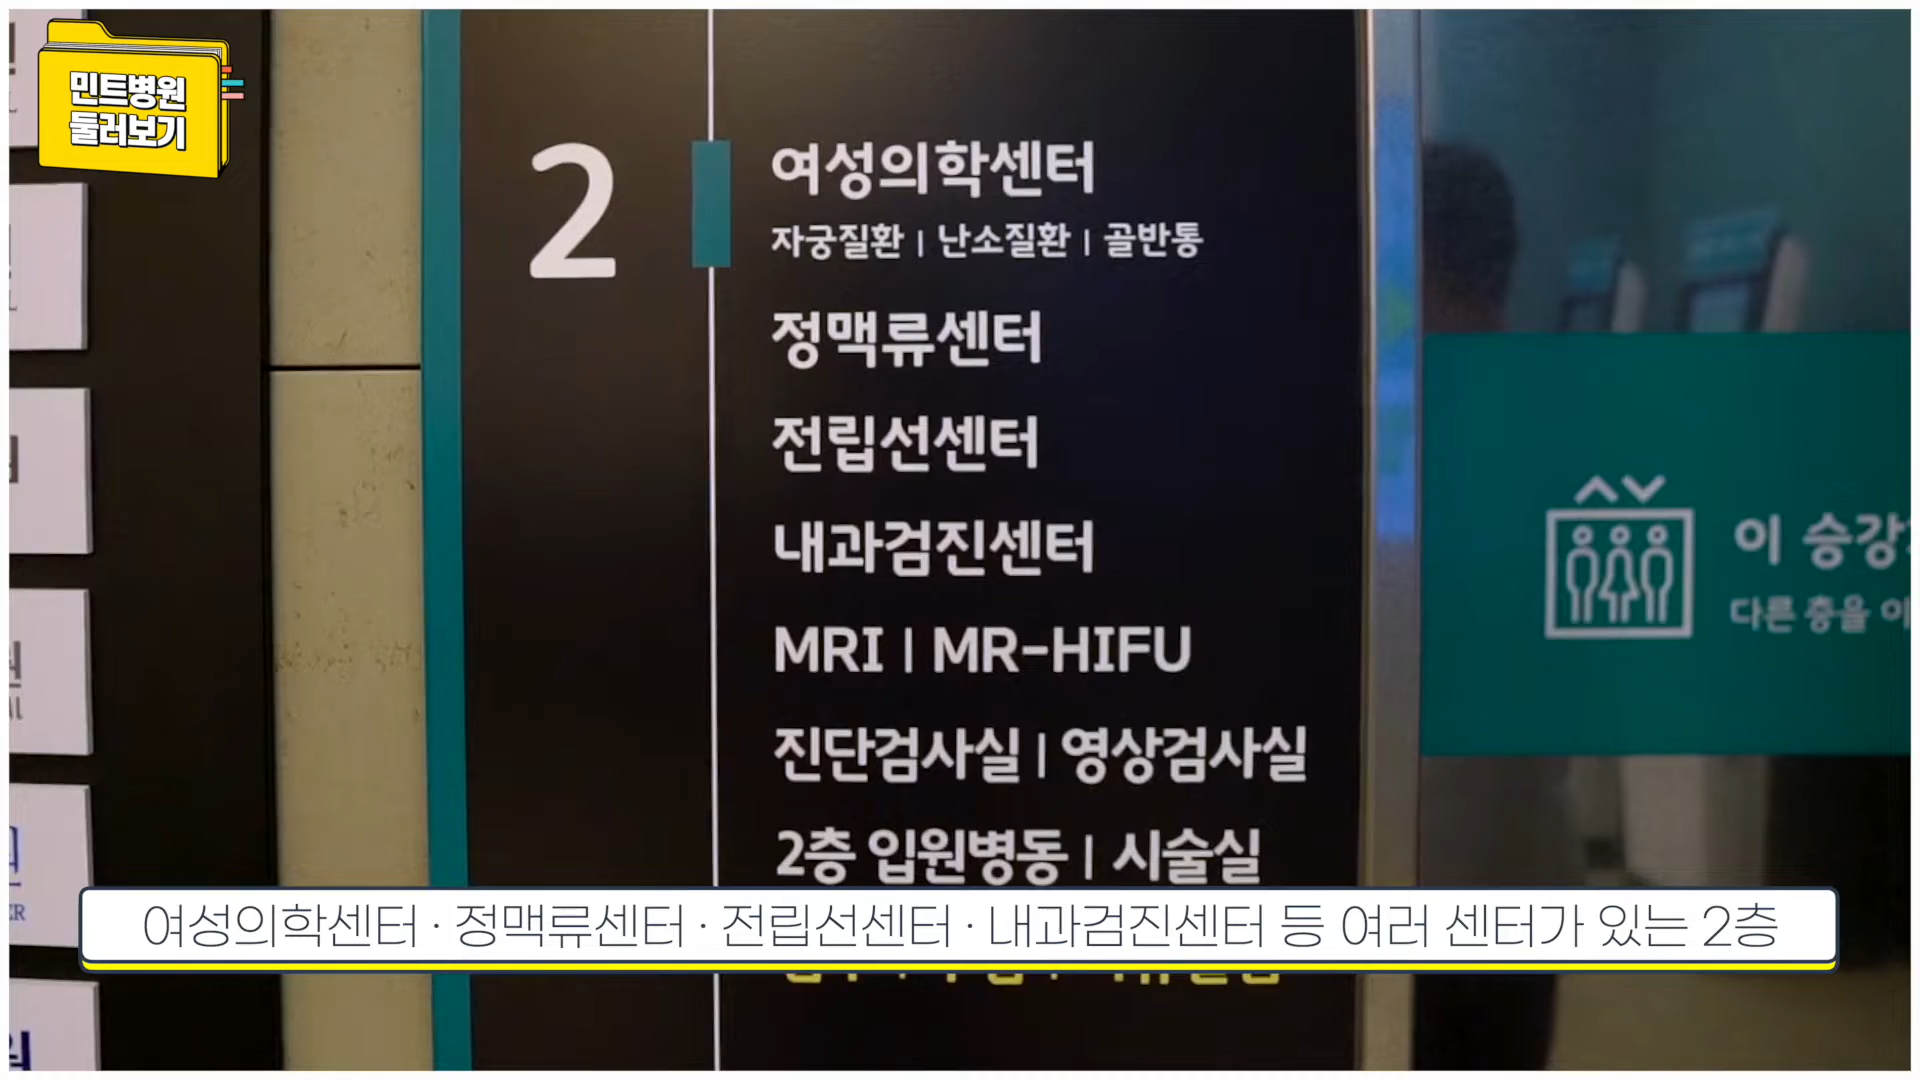 민트병원
둘러보기
2
여성의학센터
자궁질환 | 난소질환 | 골반통
정맥류센터
전립선센터
내과검진센터
MRI | MR-HIFU
진단검사실 | 영상검사실
2층 입원병동 | 시술실
이
다른 층을
여성의학센터 · 정맥류센터 · 전립선센터 · 내과검진센터 등 여러 센터가 있는 2층